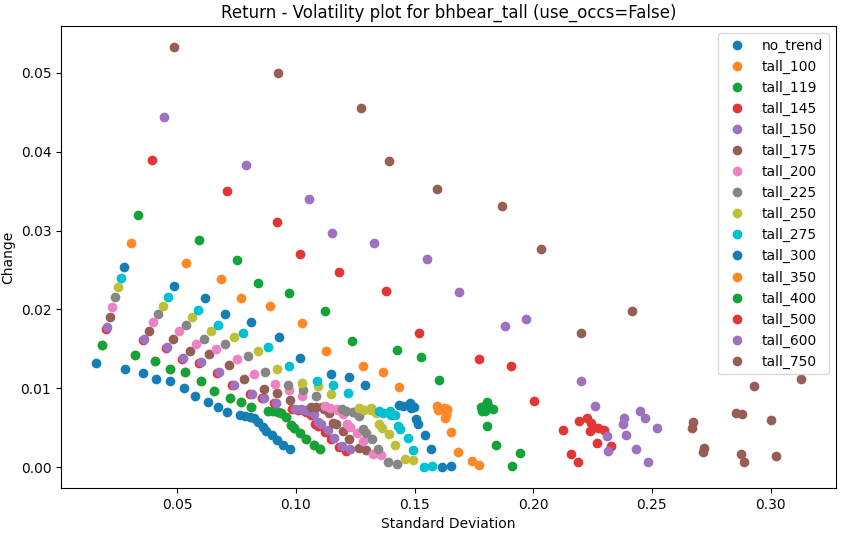 Return - Volatility plot for bhbear_tall (use_occs=False)
Change
0.05
0.04
0.03
0.02
0.01
0.00
no_trend
tall_100
tall_119
tall_145
tall_150
tall_175
tall_200
tall_225
tall_250
tall_275
tall_300
tall_350
tall_400
tall_500
tall_600
tall_750
0.05 0.10 0.15 0.20 0.25 0.30
Standard Deviation